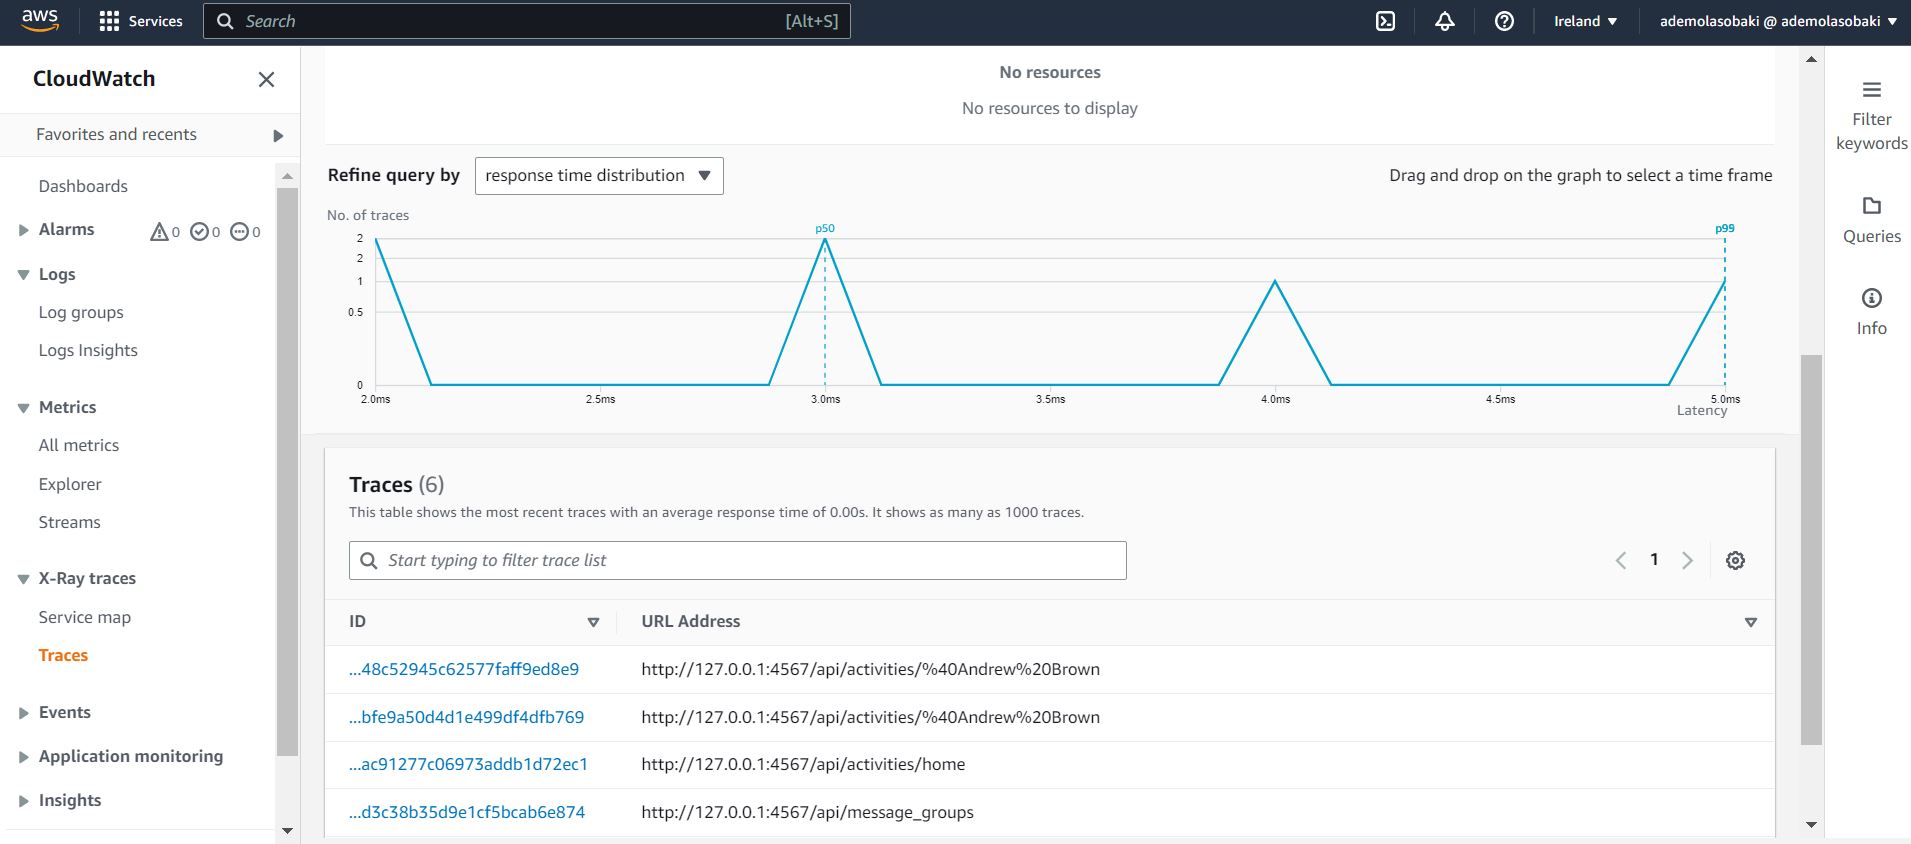 aws
Services
Search [Alt+S]
Ireland
ademolasobaki @ ademolasobaki
CloudWatch
Favorites and recents
Dashboards
Alarms 0 0 0
Logs
Log groups
Logs Insights
Metrics
All metrics
Explorer
Streams
X-Ray traces
Service map
Traces
Events
Application monitoring
Insights
No resources
No resources to display
Refine query by response time distribution
Drag and drop on the graph to select a time frame
No. of traces
p50
p99
2
2
1
0.5
0
2.0ms 2.5ms 3.0ms 3.5ms 4.0ms 4.5ms 5.0ms
Latency
Traces (6)
This table shows the most recent traces with an average response time of 0.00s. It shows as many as 1000 traces.
Start typing to filter trace list
1
ID URL Address
...48c52945c62577faff9ed8e9 http://127.0.0.1:4567/api/activities/%40Andrew%20Brown
...bfe9a50d4d1e499df4dfb769 http://127.0.0.1:4567/api/activities/%40Andrew%20Brown
...ac91277c06973addb1d72ec1 http://127.0.0.1:4567/api/activities/home
...d3c38b35d9e1cf5bcab6e874 http://127.0.0.1:4567/api/message_groups
Filter
keywords
Queries
Info